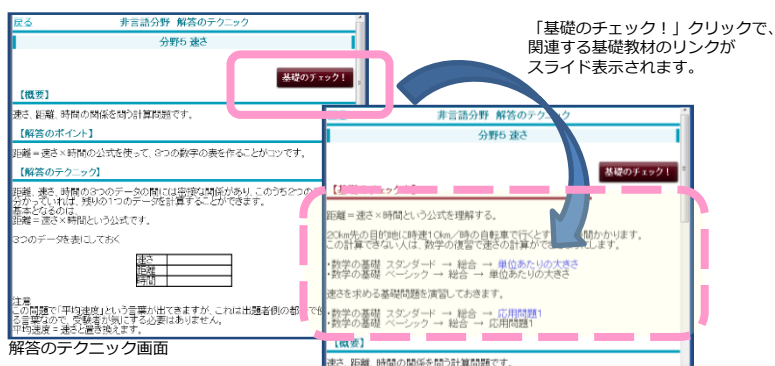 「基礎のチェック！」クリックで、
関連する基礎教材のリンクが
スライド表示されます。
戻る
非言語分野 解答のテクニック
分野5 速さ
基礎のチェック！
【概要】
速さ、距離、時間の関係を問う計算問題です。
【解答のポイント】
距離＝速さ×時間の公式を使って、3つの数字の表を作ることがコツです。
【解答のテクニック】
距離、速さ、時間の3つのデータの間には密接な関係があり、このうち2つの
分かっていれば、残りの1つのデータを計算することができます。
基本となるのは、
距離＝速さ×時間という公式です。
3つのデータを表にしておく
速さ
距離
時間
注意
この問題で「平均速度」という言葉が出てきますが、これは出題者側の都
る言葉なので、受験者が気にする必要はありません。
平均速度＝速さと置き換えます。
解答のテクニック画面
非言語分野 解答のテクニック
分野5 速さ
基礎のチェック！
距離＝速さ×時間という公式を理解する。
20km先の目的地に時速10km／時の自転車で行くと 間かかります。
この計算できない人は、数学の復習で速さの計算ができ します。
・数学の基礎 スタンダード → 総合 → 単位あたりの大きさ
・数学の基礎 ベーシック → 総合 → 単位あたりの大きさ
速さを求める基礎問題を演習しておきます。
・数学の基礎 スタンダード → 総合 → 応用問題1
・数学の基礎 ベーシック → 総合 → 応用問題1
【概要】
速さ、距離、時間の関係を問う計算問題です。